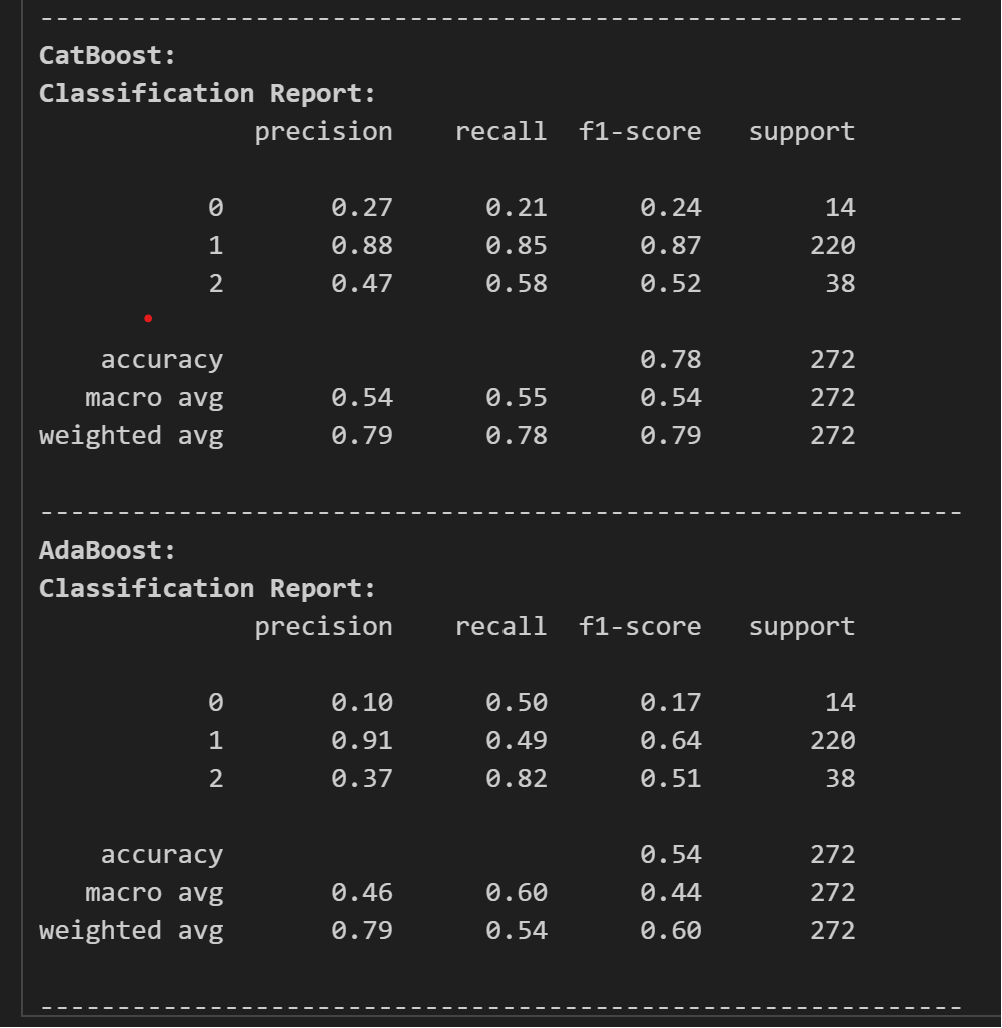 ------------------------------------------------------------
CatBoost:
Classification Report:
              precision    recall  f1-score   support

           0       0.27      0.21      0.24        14
           1       0.88      0.85      0.87       220
           2       0.47      0.58      0.52        38

    accuracy                           0.78       272
   macro avg       0.54      0.55      0.54       272
weighted avg       0.79      0.78      0.79       272

------------------------------------------------------------
AdaBoost:
Classification Report:
              precision    recall  f1-score   support

           0       0.10      0.50      0.17        14
           1       0.91      0.49      0.64       220
           2       0.37      0.82      0.51        38

    accuracy                           0.54       272
   macro avg       0.46      0.60      0.44       272
weighted avg       0.79      0.54      0.60       272

------------------------------------------------------------